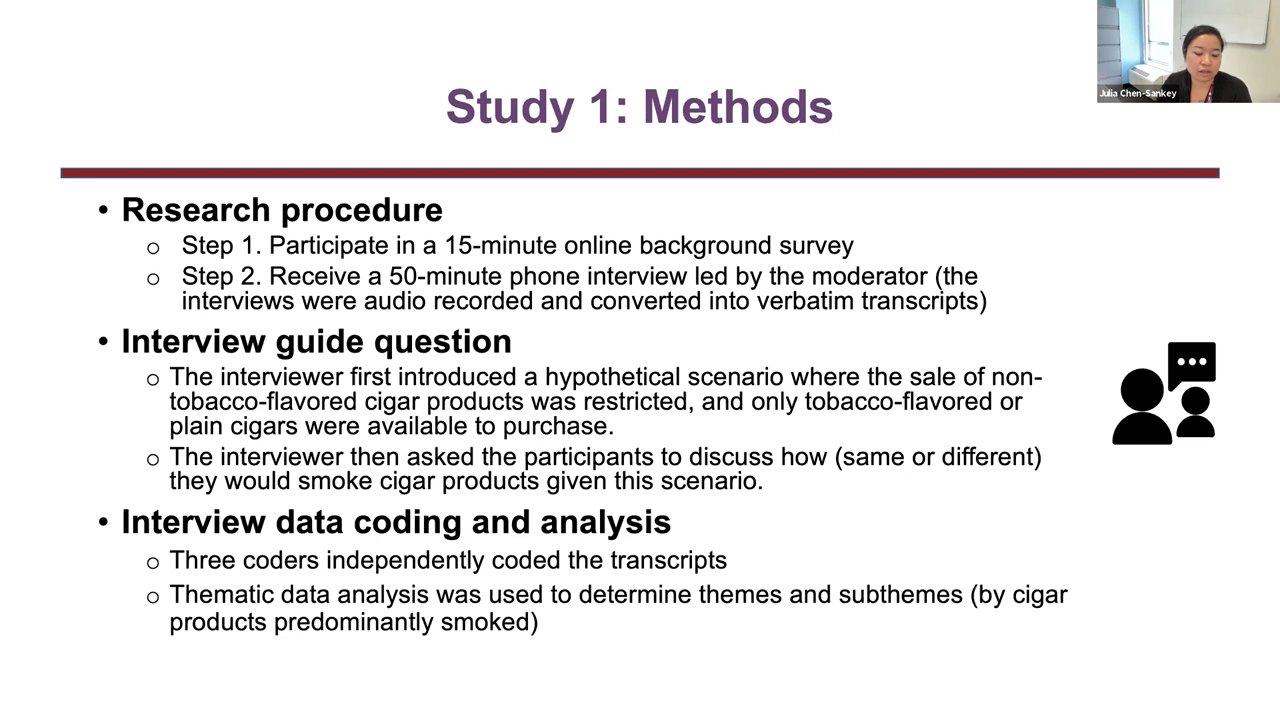 Julia Chen-Sankey
Study 1: Methods
• Research procedure
o Step 1. Participate in a 15-minute online background survey
o Step 2. Receive a 50-minute phone interview led by the moderator (the
interviews were audio recorded and converted into verbatim transcripts)
• Interview guide question
o The interviewer first introduced a hypothetical scenario where the sale of non-
tobacco-flavored cigar products was restricted, and only tobacco-flavored or
plain cigars were available to purchase.
o The interviewer then asked the participants to discuss how (same or different)
they would smoke cigar products given this scenario.
• Interview data coding and analysis
o Three coders independently coded the transcripts
o Thematic data analysis was used to determine themes and subthemes (by cigar
products predominantly smoked)